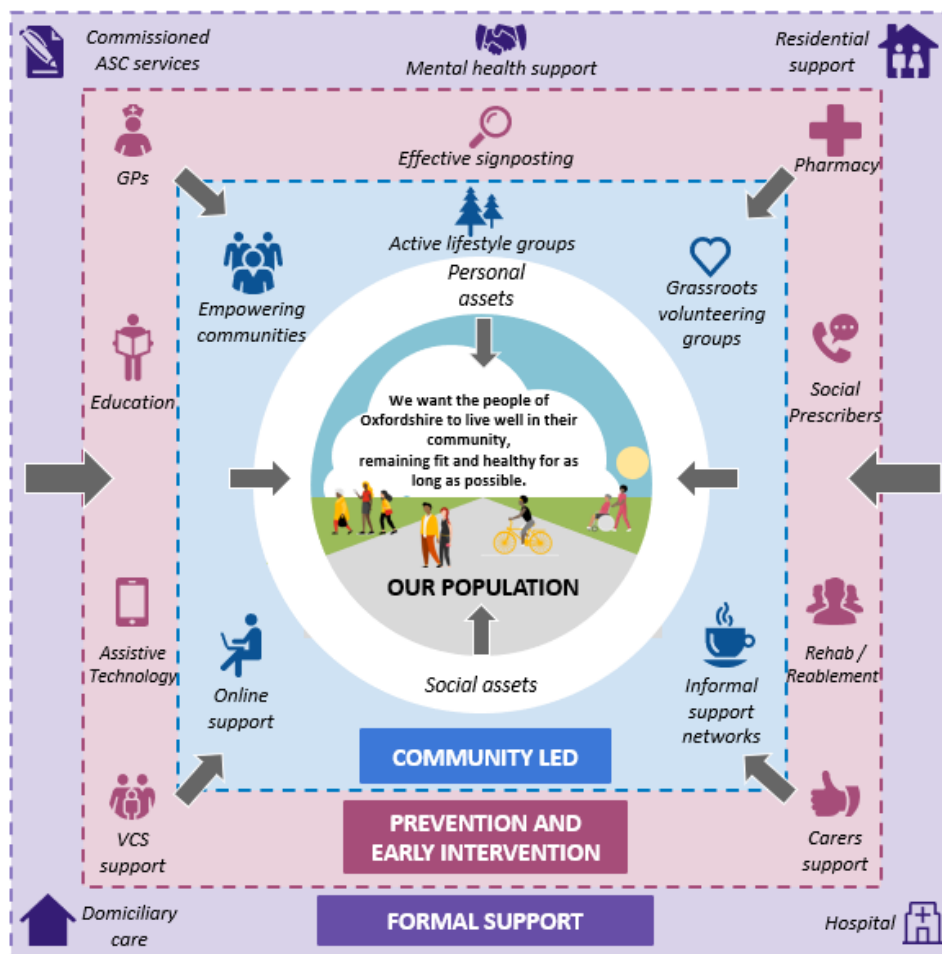 Commissioned
ASC services
Mental health support
Residential
support
GPs
Effective signposting
Pharmacy
Active lifestyle groups
Empowering
communities
Personal
assets
Grassroots
volunteering
groups
Education
Social
Prescribers
We want the people of
Oxfordshire to live well in their
community,
remaining fit and healthy for as
long as possible.
OUR POPULATION
Assistive
Technology
Online
support
Social assets
Informal
support
networks
Rehab /
Reablement
COMMUNITY LED
VCS
support
PREVENTION AND
EARLY INTERVENTION
Carers
support
Domiciliary
care
FORMAL SUPPORT
Hospital